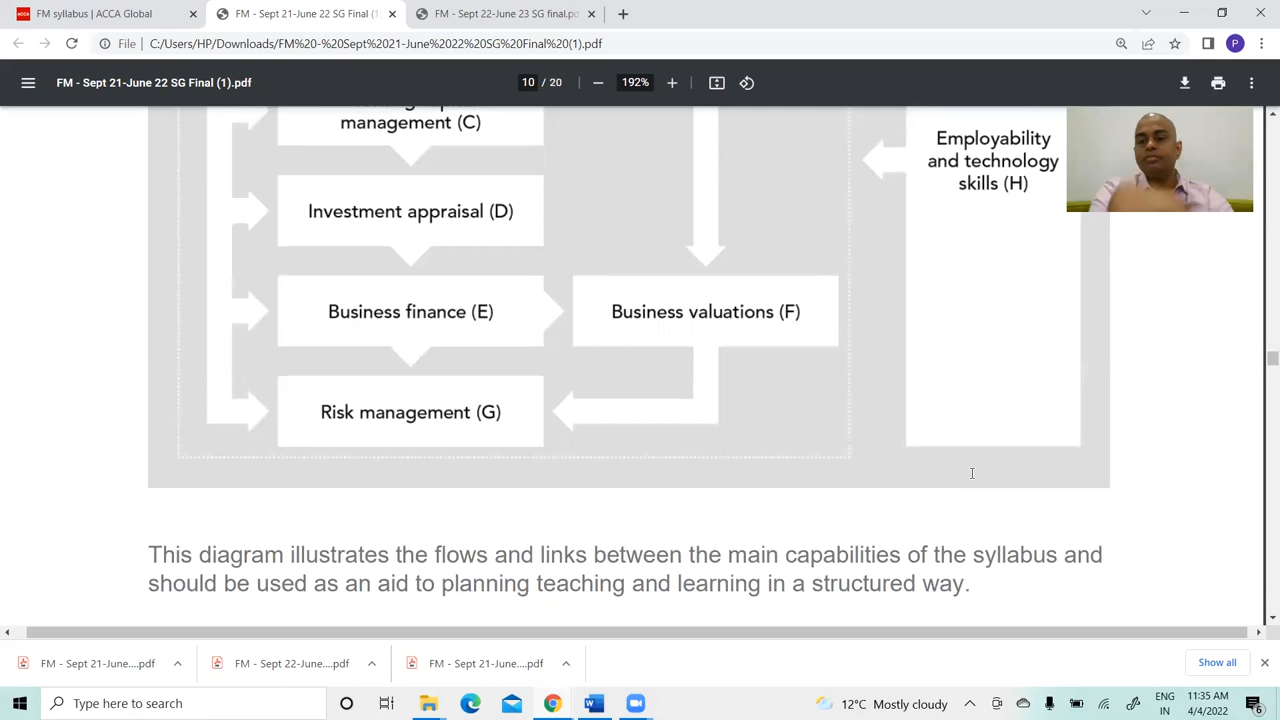 FM syllabus | ACCA Global
FM - Sept 21-June 22 SG Final (1
FM - Sept 22-June 23 SG final.pd
File
C:/Users/HP/Downloads/FM%20-%20Sept%2021-June%2022%20SG%20Final%20(1).pdf
P
FM - Sept 21-June 22 SG Final (1).pdf
10 / 20
192%
management (C)
Investment appraisal (D)
Business finance (E)
Business valuations (F)
Risk management (G)
Employability
and technology
skills (H)
This diagram illustrates the flows and links between the main capabilities of the syllabus and
should be used as an aid to planning teaching and learning in a structured way.
FM - Sept 21-June....pdf
FM - Sept 22-June....pdf
FM - Sept 21-June....pdf
Show all
Type here to search
12°C Mostly cloudy
ENG
IN
11:35 AM
4/4/2022
6